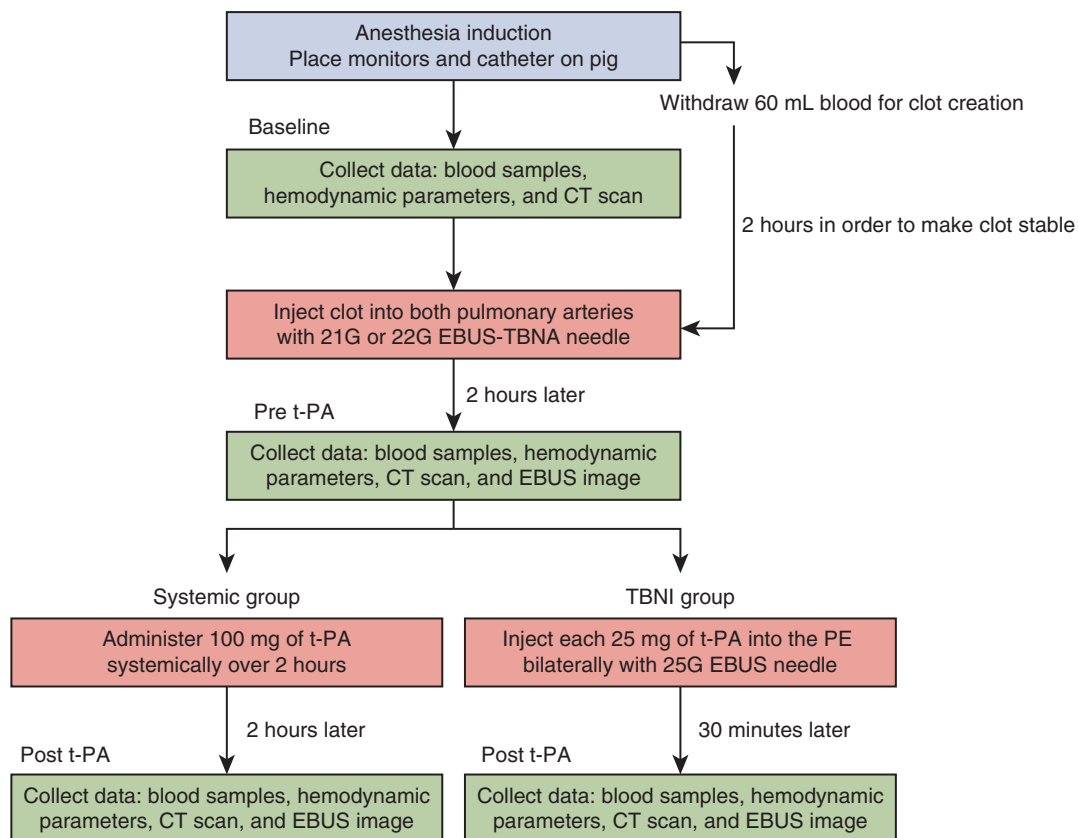 Anesthesia induction
Place monitors and catheter on pig
Withdraw 60 mL blood for clot creation
Baseline
Collect data: blood samples,
hemodynamic parameters, and CT scan
2 hours in order to make clot stable
Inject clot into both pulmonary arteries
with 21G or 22G EBUS-TBNA needle
2 hours later
Pre t-PA
Collect data: blood samples, hemodynamic
parameters, CT scan, and EBUS image
Systemic group
Administer 100 mg of t-PA
systemically over 2 hours
2 hours later
Post t-PA
Collect data: blood samples, hemodynamic
parameters, CT scan, and EBUS image
TBNI group
Inject each 25 mg of t-PA into the PE
bilaterally with 25G EBUS needle
30 minutes later
Post t-PA
Collect data: blood samples, hemodynamic
parameters, CT scan, and EBUS image